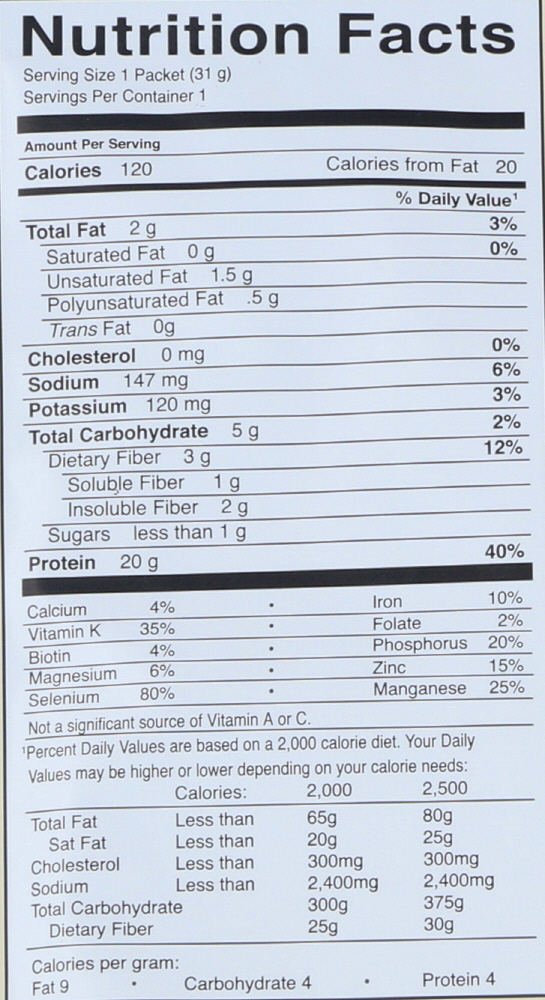 Nutrition Facts
Serving Size 1 Packet (31 g)
Servings Per Container 1
Amount Per Serving
Calories 120 Calories from Fat 20
% Daily Value¹
Total Fat 2 g 3%
Saturated Fat 0 g 0%
Unsaturated Fat 1.5 g
Polyunsaturated Fat .5 g
Trans Fat 0g
Cholesterol 0 mg 0%
Sodium 147 mg 6%
Potassium 120 mg 3%
Total Carbohydrate 5 g 2%
Dietary Fiber 3 g 12%
Soluble Fiber 1 g
Insoluble Fiber 2 g
Sugars less than 1 g
Protein 20 g 40%
Calcium 4% • Iron 10%
Vitamin K 35% • Folate 2%
Biotin 4% • Phosphorus 20%
Magnesium 6% • Zinc 15%
Selenium 80% • Manganese 25%
Not a significant source of Vitamin A or C.
¹Percent Daily Values are based on a 2,000 calorie diet. Your Daily
Values may be higher or lower depending on your calorie needs:
Calories: 2,000 2,500
Total Fat Less than 65g 80g
Sat Fat Less than 20g 25g
Cholesterol Less than 300mg 300mg
Sodium Less than 2,400mg 2,400mg
Total Carbohydrate 300g 375g
Dietary Fiber 25g 30g
Calories per gram:
Fat 9 • Carbohydrate 4 • Protein 4